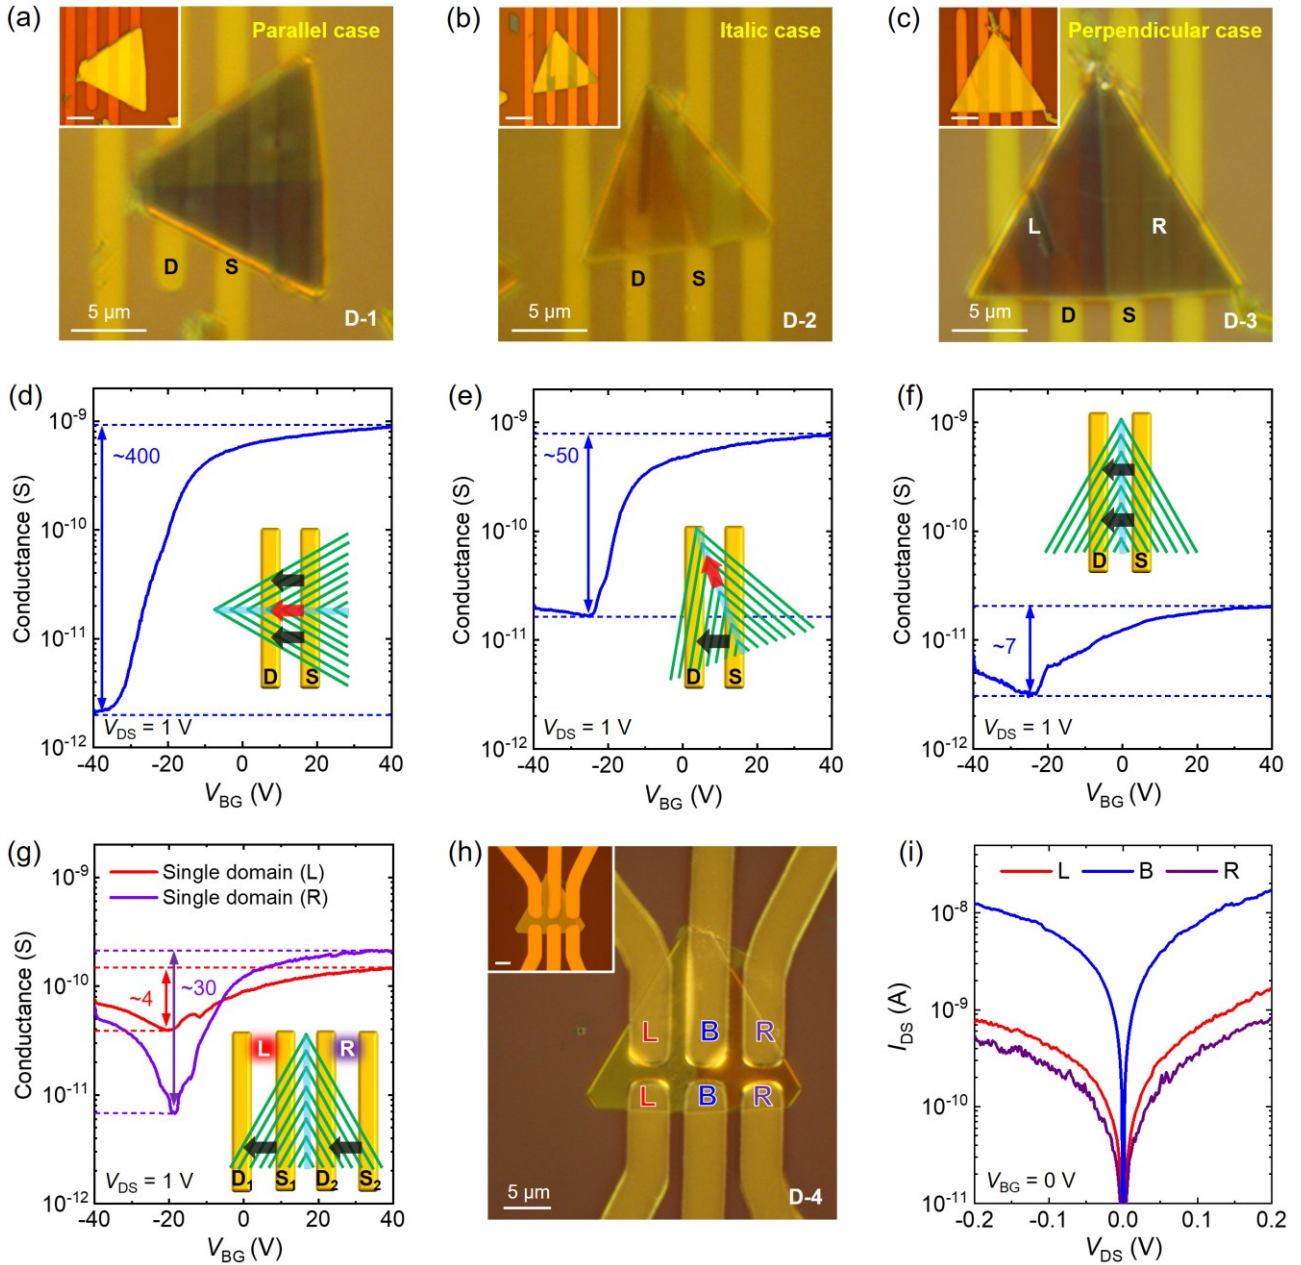 (a)
Parallel case
D
S
5 µm
D-1
(b)
Italic case
D
S
5 µm
D-2
(c)
Perpendicular case
L
R
D
S
5 µm
D-3
(d)
Conductance (S)
10⁻⁹
10⁻¹⁰
10⁻¹¹
10⁻¹²
~400
D
S
V_DS = 1 V
-40
-20
0
20
40
V_BG (V)
(e)
Conductance (S)
10⁻⁹
10⁻¹⁰
10⁻¹¹
10⁻¹²
~50
D
S
V_DS = 1 V
-40
-20
0
20
40
V_BG (V)
(f)
Conductance (S)
10⁻⁹
10⁻¹⁰
10⁻¹¹
10⁻¹²
D
S
~7
V_DS = 1 V
-40
-20
0
20
40
V_BG (V)
(g)
Conductance (S)
10⁻⁹
10⁻¹⁰
10⁻¹¹
10⁻¹²
Single domain (L)
Single domain (R)
~4
~30
L
R
D₁
S₁
D₂
S₂
V_DS = 1 V
-40
-20
0
20
40
V_BG (V)
(h)
L
B
R
L
B
R
5 µm
D-4
(i)
I_DS (A)
10⁻⁸
10⁻⁹
10⁻¹⁰
10⁻¹¹
L
B
R
V_BG = 0 V
-0.2
-0.1
0.0
0.1
0.2
V_DS (V)